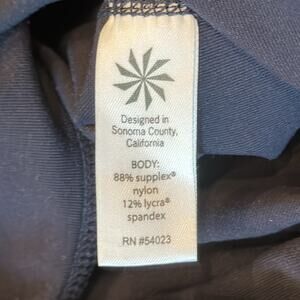 Designed in
Sonoma County,
California
BODY:
88% supplex®
nylon
12% lycra®
spandex
RN #54023